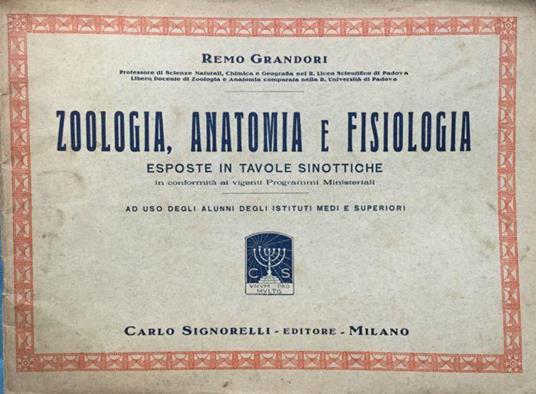 REMO GRANDORI
Professore di Scienze Naturali, Chimica e Geografia nel R. Liceo Scientifico di Padova
Libero Docente di Zoologia e Anatomia comparata nella R. Università di Padova
ZOOLOGIA, ANATOMIA E FISIOLOGIA
ESPOSTE IN TAVOLE SINOTTICHE
in conformità ai vigenti Programmi Ministeriali
AD USO DEGLI ALUNNI DEGLI ISTITUTI MEDI E SUPERIORI
C S
VNVM PRO
MVLTIS
CARLO SIGNORELLI - EDITORE - MILANO